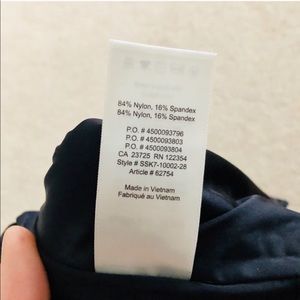 84% Nylon, 16% Spandex
84% Nylon, 16% Spandex
P.O. # 4500093796
P.O. # 4500093803
P.O. # 4500093804
CA 23725 RN 122354
Style # SSK7-10002-28
Article # 62754
Made in Vietnam
Fabriqué au Vietnam